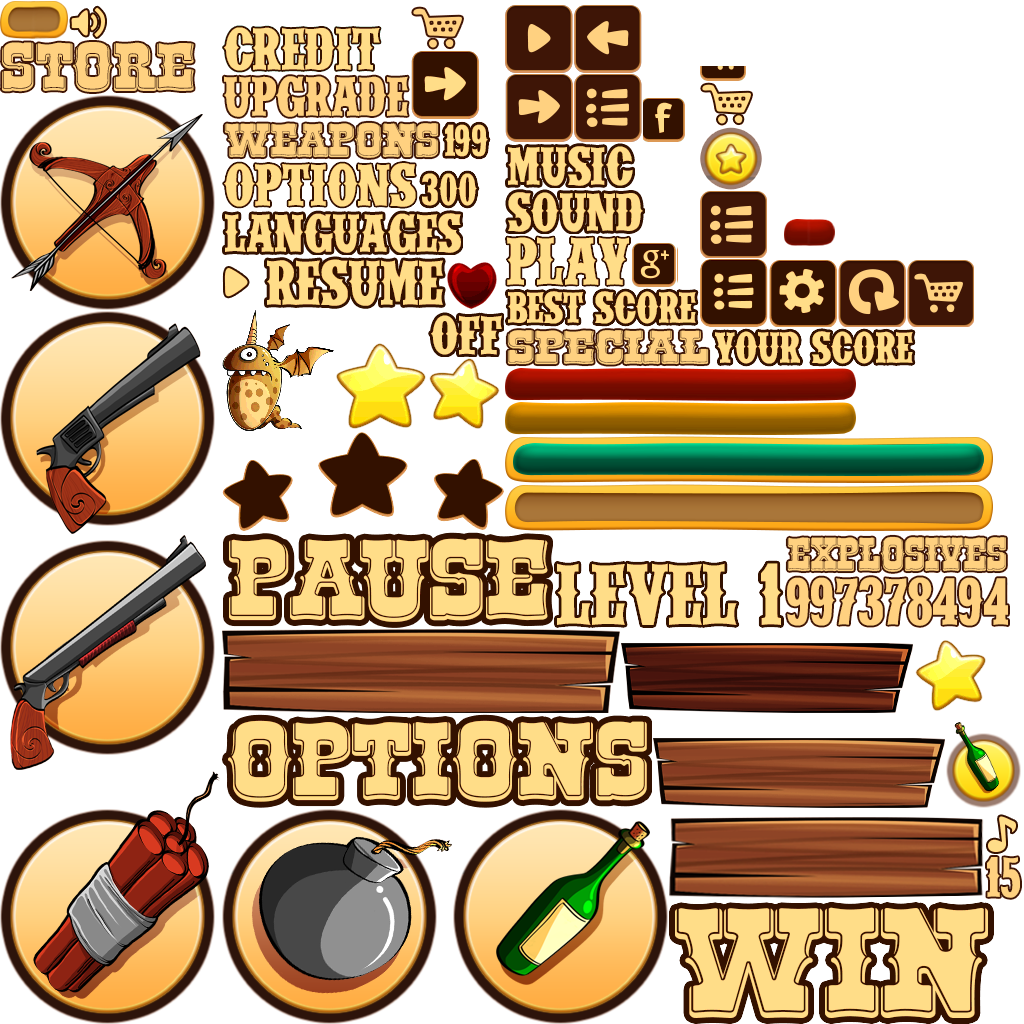 STORE
CREDIT
UPGRADE
WEAPONS 199
OPTIONS 300
LANGUAGES
RESUME
OFF
f
MUSIC
SOUND
PLAY g+
BEST SCORE
SPECIAL YOUR SCORE
PAUSE
LEVEL 1
EXPLOSIVES
997378494
OPTIONS
15
WIN